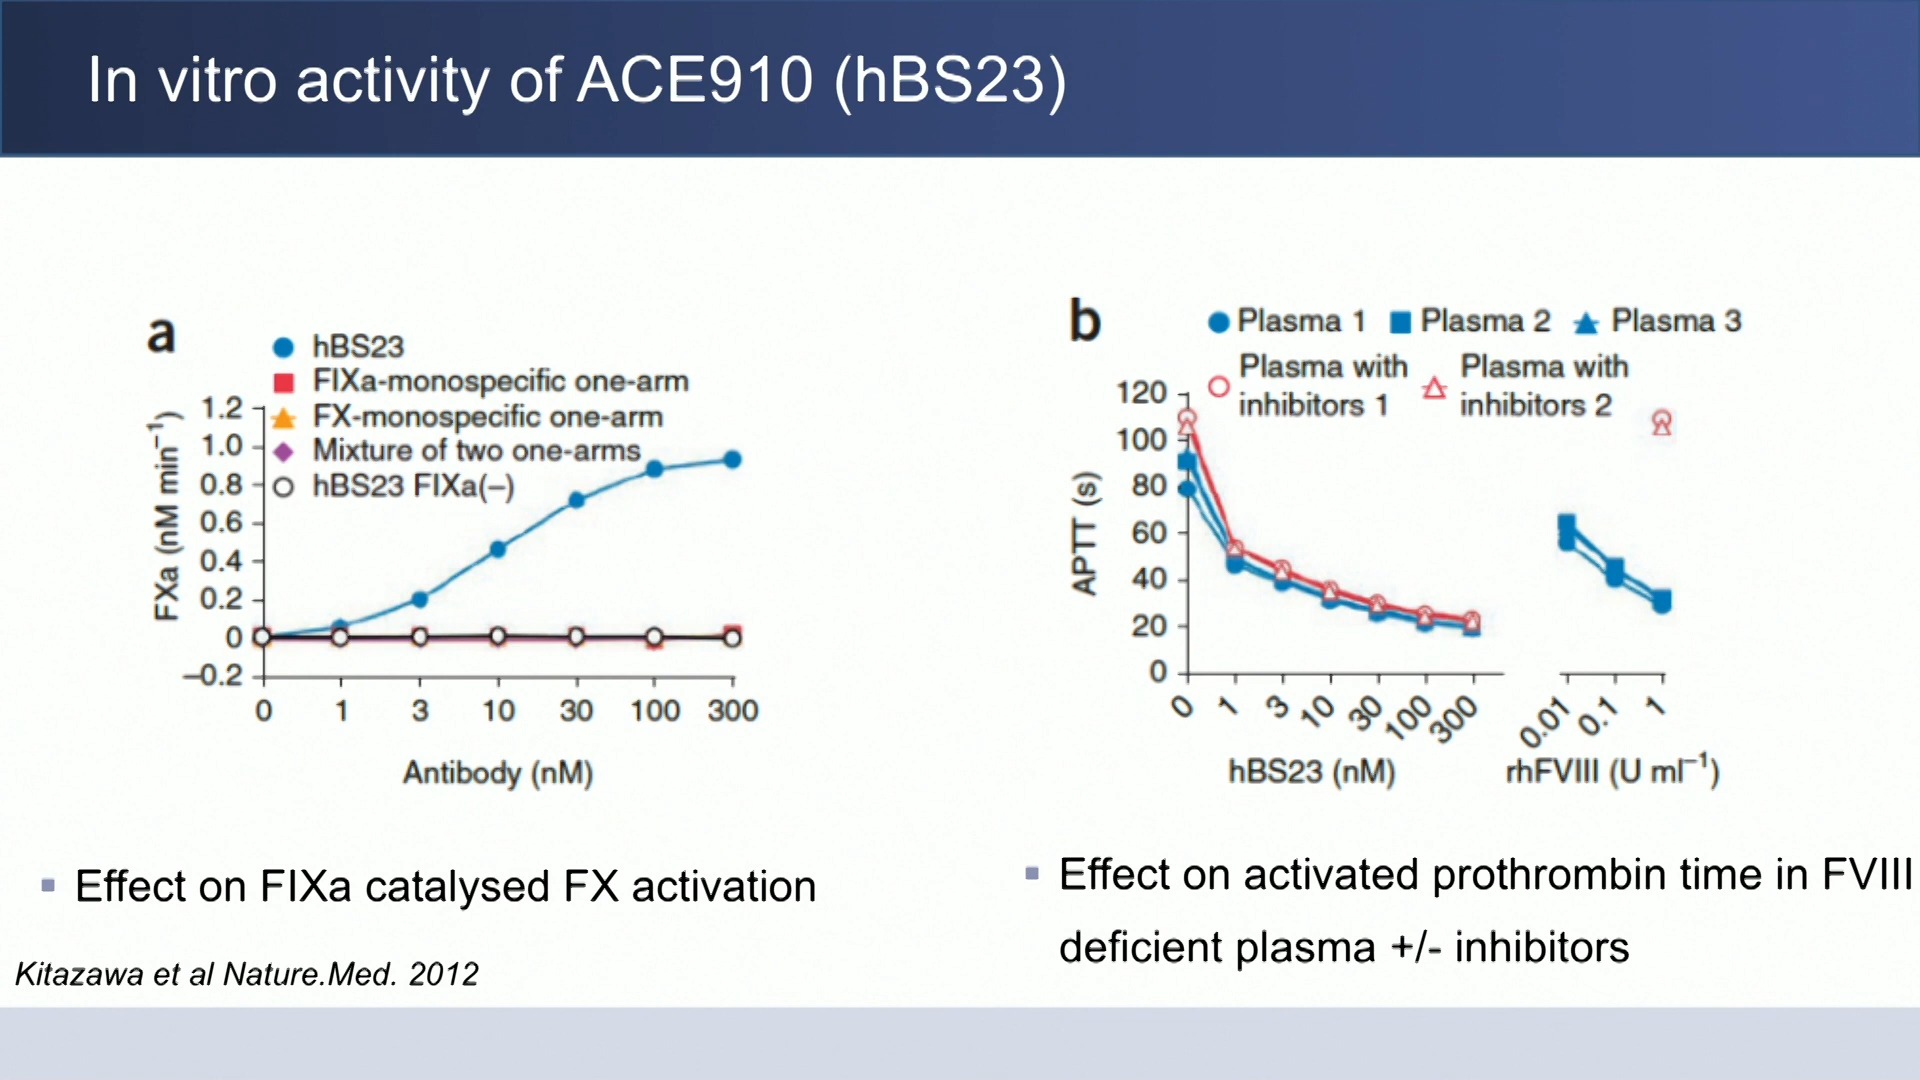 In vitro activity of ACE910 (hBS23)
a
hBS23
FIXa-monospecific one-arm
FX-monospecific one-arm
Mixture of two one-arms
hBS23 FIXa(–)
FXa (nM min⁻¹)
1.2
1.0
0.8
0.6
0.4
0.2
0
–0.2
0 1 3 10 30 100 300
Antibody (nM)
Effect on FIXa catalysed FX activation
Kitazawa et al Nature.Med. 2012
b
Plasma 1 Plasma 2 Plasma 3
Plasma with Plasma with
inhibitors 1 inhibitors 2
APTT (s)
120
100
80
60
40
20
0
0 1 3 10 30 100 300 0.01 0.1 1
hBS23 (nM) rhFVIII (U ml⁻¹)
Effect on activated prothrombin time in FVIII
deficient plasma +/- inhibitors